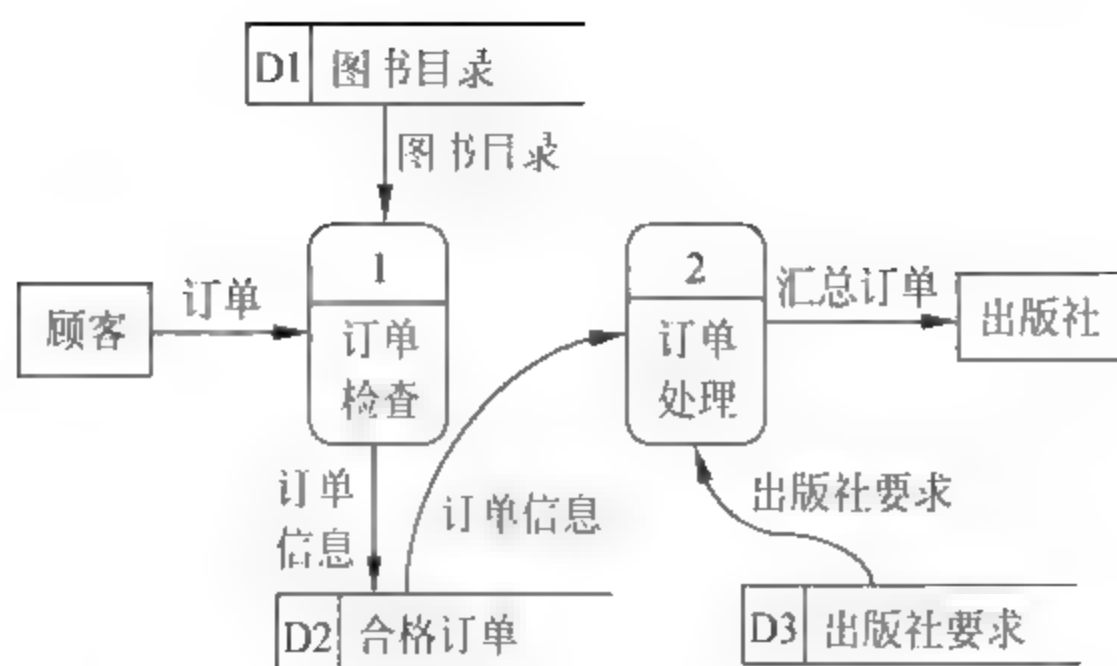 D1 图书目录
图书目录
1
订单
检查
2
订单
处理
顾客
订单
汇总订单
出版社
订单
信息
订单信息
出版社要求
D2 合格订单
D3 出版社要求